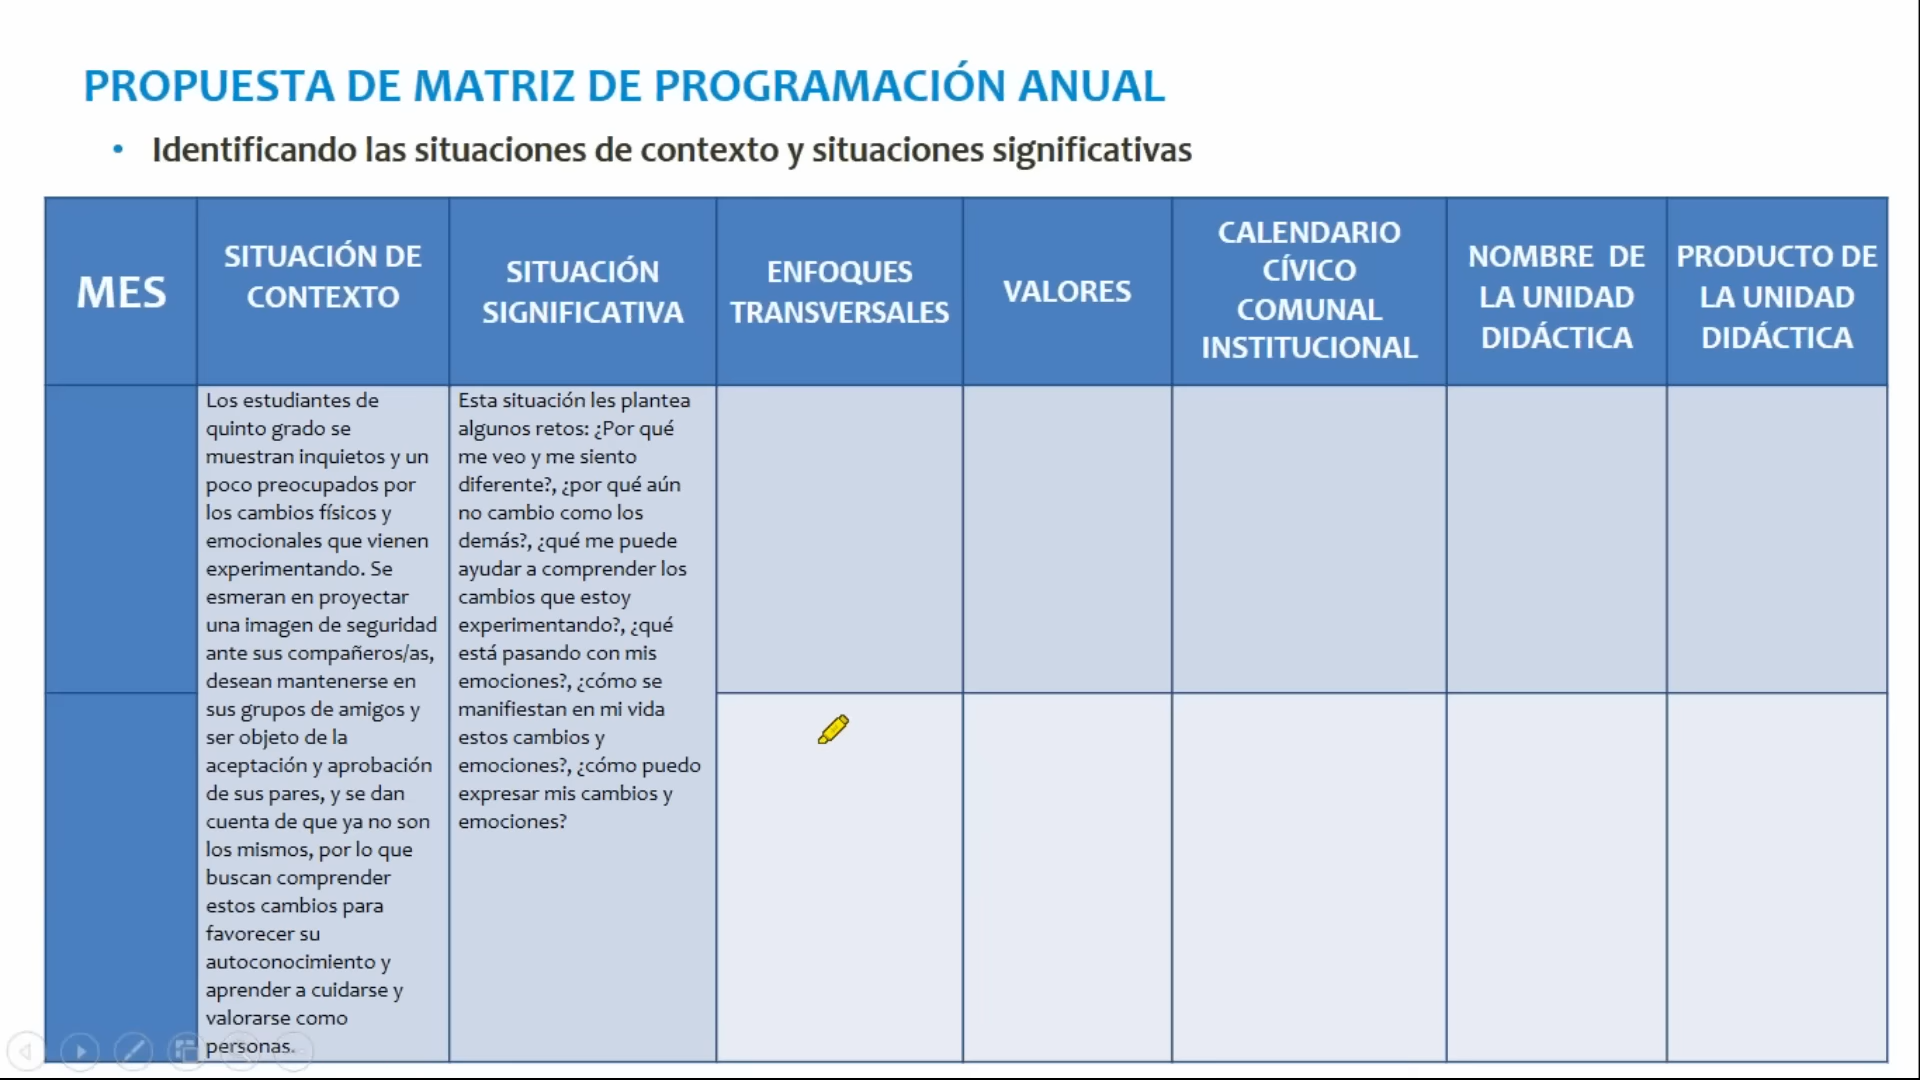 PROPUESTA DE MATRIZ DE PROGRAMACIÓN ANUAL
• Identificando las situaciones de contexto y situaciones significativas
MES
SITUACIÓN DE
CONTEXTO
SITUACIÓN
SIGNIFICATIVA
ENFOQUES
TRANSVERSALES
VALORES
CALENDARIO
CÍVICO
COMUNAL
INSTITUCIONAL
NOMBRE DE
LA UNIDAD
DIDÁCTICA
PRODUCTO DE
LA UNIDAD
DIDÁCTICA
Los estudiantes de
quinto grado se
muestran inquietos y un
poco preocupados por
los cambios físicos y
emocionales que vienen
experimentando. Se
esmeran en proyectar
una imagen de seguridad
ante sus compañeros/as,
desean mantenerse en
sus grupos de amigos y
ser objeto de la
aceptación y aprobación
de sus pares, y se dan
cuenta de que ya no son
los mismos, por lo que
buscan comprender
estos cambios para
favorecer su
autoconocimiento y
aprender a cuidarse y
valorarse como
personas.
Esta situación les plantea
algunos retos: ¿Por qué
me veo y me siento
diferente?, ¿por qué aún
no cambio como los
demás?, ¿qué me puede
ayudar a comprender los
cambios que estoy
experimentando?, ¿qué
está pasando con mis
emociones?, ¿cómo se
manifiestan en mi vida
estos cambios y
emociones?, ¿cómo puedo
expresar mis cambios y
emociones?